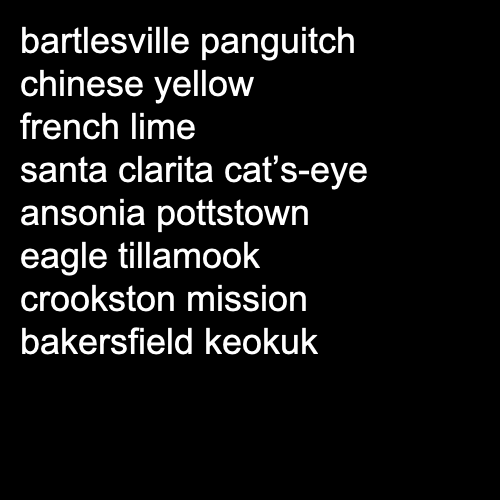 bartlesville panguitch
chinese yellow
french lime
santa clarita cat’s-eye
ansonia pottstown
eagle tillamook
crookston mission
bakersfield keokuk